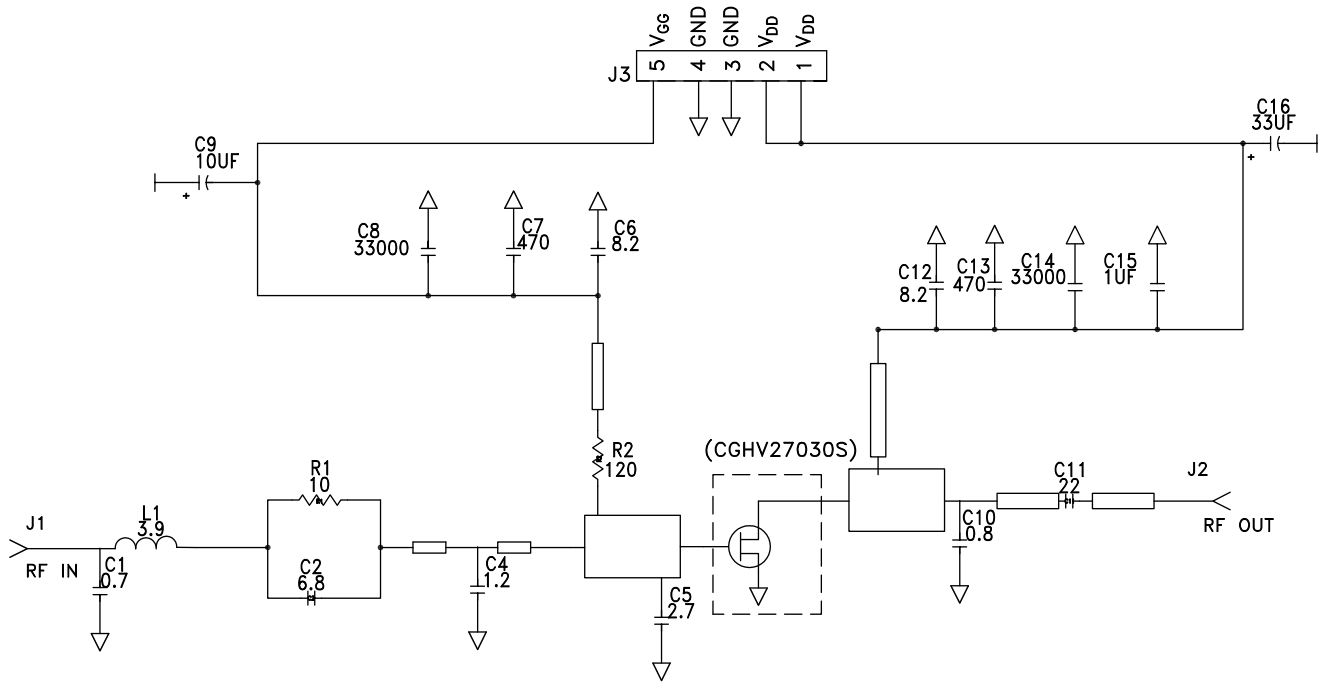 VGG
GND
GND
VDD
VDD
J3
5
4
3
2
1
C9
10UF
+
C16
33UF
+
C8
33000
C7
470
C6
8.2
C12
8.2
C13
470
C14
33000
C15
1UF
R2
120
(CGHV27030S)
R1
10
C11
22
J2
RF OUT
J1
RF IN
L1
3.9
C1
0.7
C2
6.8
C4
1.2
C5
2.7
C10
0.8